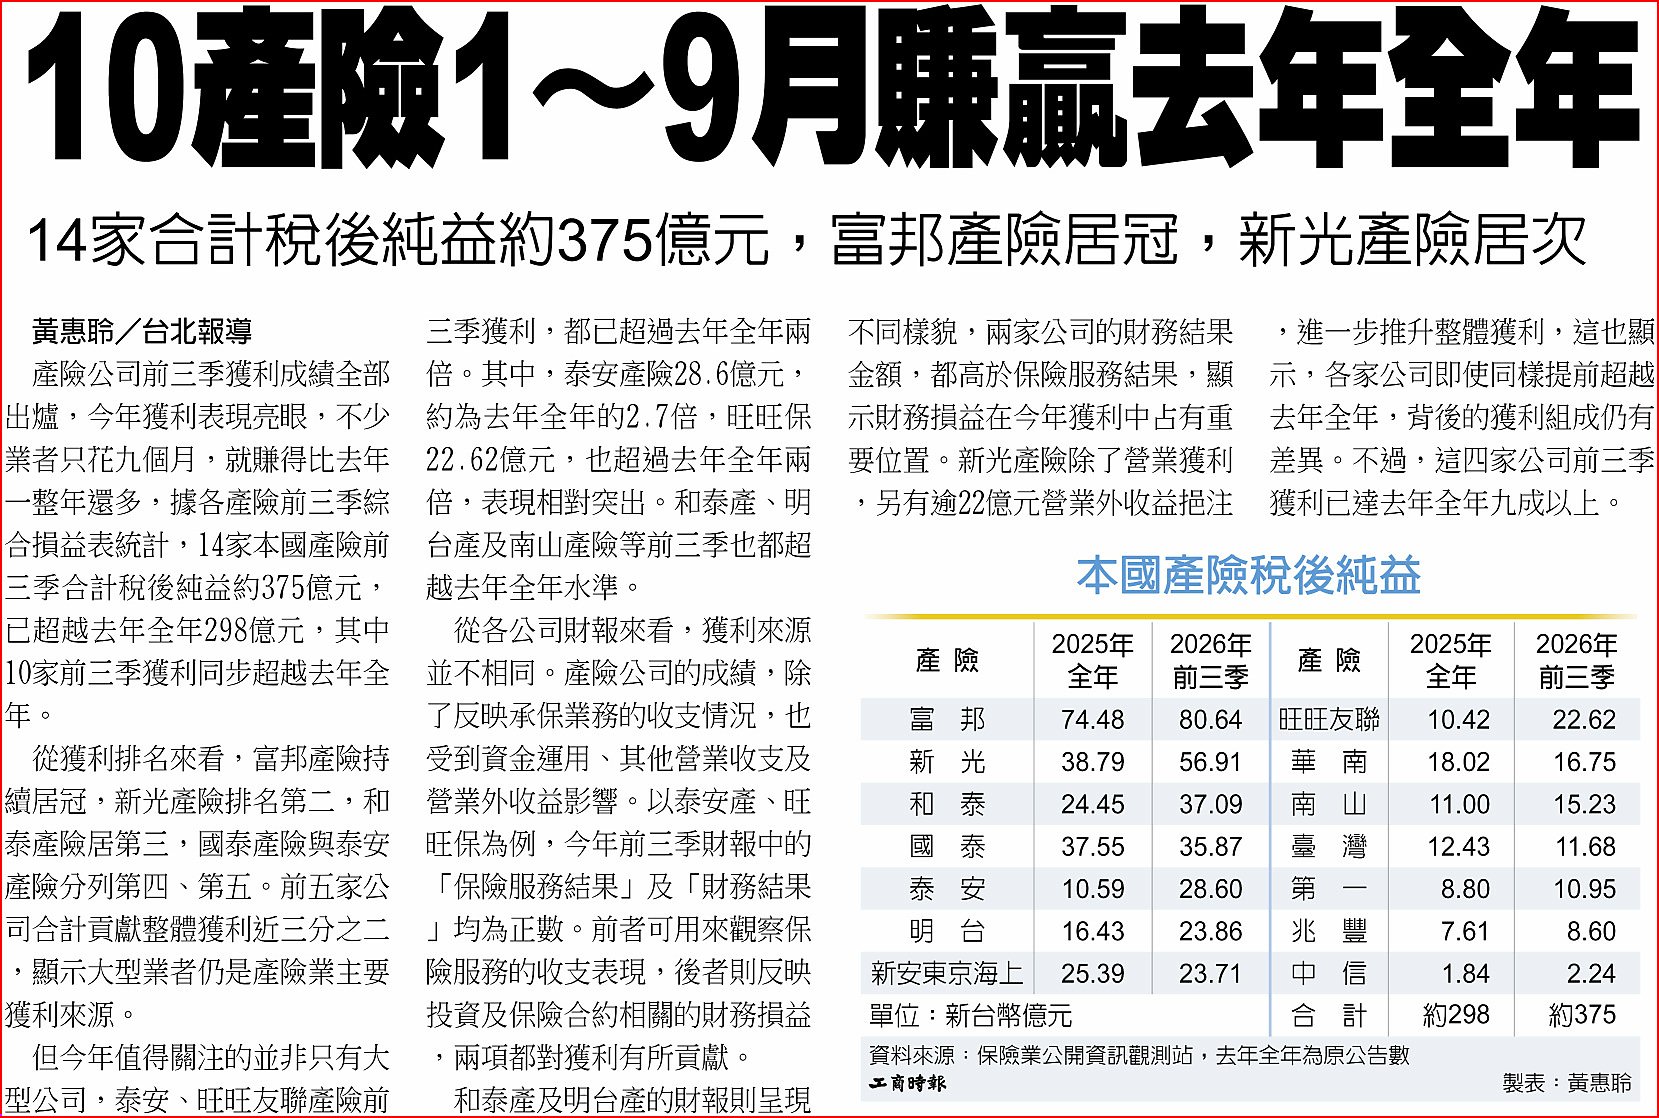 10產險1～9月賺贏去年全年
14家合計稅後純益約375億元，富邦產險居冠，新光產險居次
黃惠聆／台北報導
產險公司前三季獲利成績全部
出爐，今年獲利表現亮眼，不少
業者只花九個月，就賺得比去年
一整年還多，據各產險前三季綜
合損益表統計，14家本國產險前
三季合計稅後純益約375億元，
已超越去年全年298億元，其中
10家前三季獲利同步超越去年全
年。
從獲利排名來看，富邦產險持
續居冠，新光產險排名第二，和
泰產險居第三，國泰產險與泰安
產險分列第四、第五。前五家公
司合計貢獻整體獲利近三分之二
，顯示大型業者仍是產險業主要
獲利來源。
但今年值得關注的並非只有大
型公司，泰安、旺旺友聯產險前
三季獲利，都已超過去年全年兩
倍。其中，泰安產險28.6億元，
約為去年全年的2.7倍，旺旺保
22.62億元，也超過去年全年兩
倍，表現相對突出。和泰產、明
台產及南山產險等前三季也都超
越去年全年水準。
從各公司財報來看，獲利來源
並不相同。產險公司的成績，除
了反映承保業務的收支情況，也
受到資金運用、其他營業收支及
營業外收益影響。以泰安產、旺
旺保為例，今年前三季財報中的
「保險服務結果」及「財務結果
」均為正數。前者可用來觀察保
險服務的收支表現，後者則反映
投資及保險合約相關的財務損益
，兩項都對獲利有所貢獻。
和泰產及明台產的財報則呈現
不同樣貌，兩家公司的財務結果
金額，都高於保險服務結果，顯
示財務損益在今年獲利中占有重
要位置。新光產險除了營業獲利
，另有逾22億元營業外收益挹注
，進一步推升整體獲利，這也顯
示，各家公司即使同樣提前超越
去年全年，背後的獲利組成仍有
差異。不過，這四家公司前三季
獲利已達去年全年九成以上。
本國產險稅後純益
產險 2025年全年 2026年前三季 產險 2025年全年 2026年前三季
富邦 74.48 80.64 旺旺友聯 10.42 22.62
新光 38.79 56.91 華南 18.02 16.75
和泰 24.45 37.09 南山 11.00 15.23
國泰 37.55 35.87 臺灣 12.43 11.68
泰安 10.59 28.60 第一 8.80 10.95
明台 16.43 23.86 兆豐 7.61 8.60
新安東京海上 25.39 23.71 中信 1.84 2.24
單位：新台幣億元 合計 約298 約375
資料來源：保險業公開資訊觀測站，去年全年為原公告數
工商時報 製表：黃惠聆